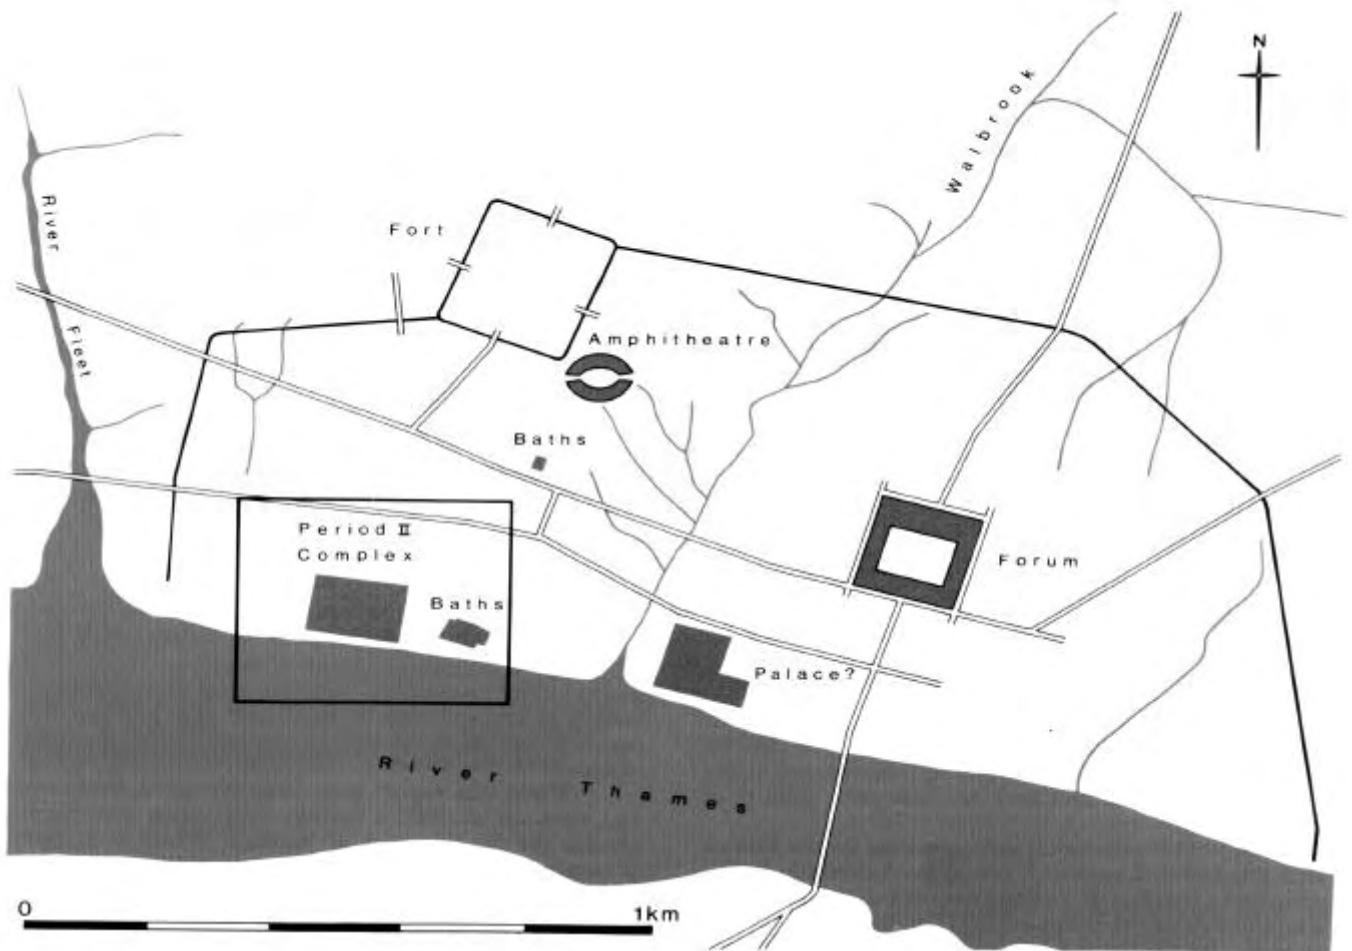 N
Walbrook
River
Fleet
Fort
Amphitheatre
Baths
Period II
Complex
Baths
Forum
Palace?
River Thames
0 1km